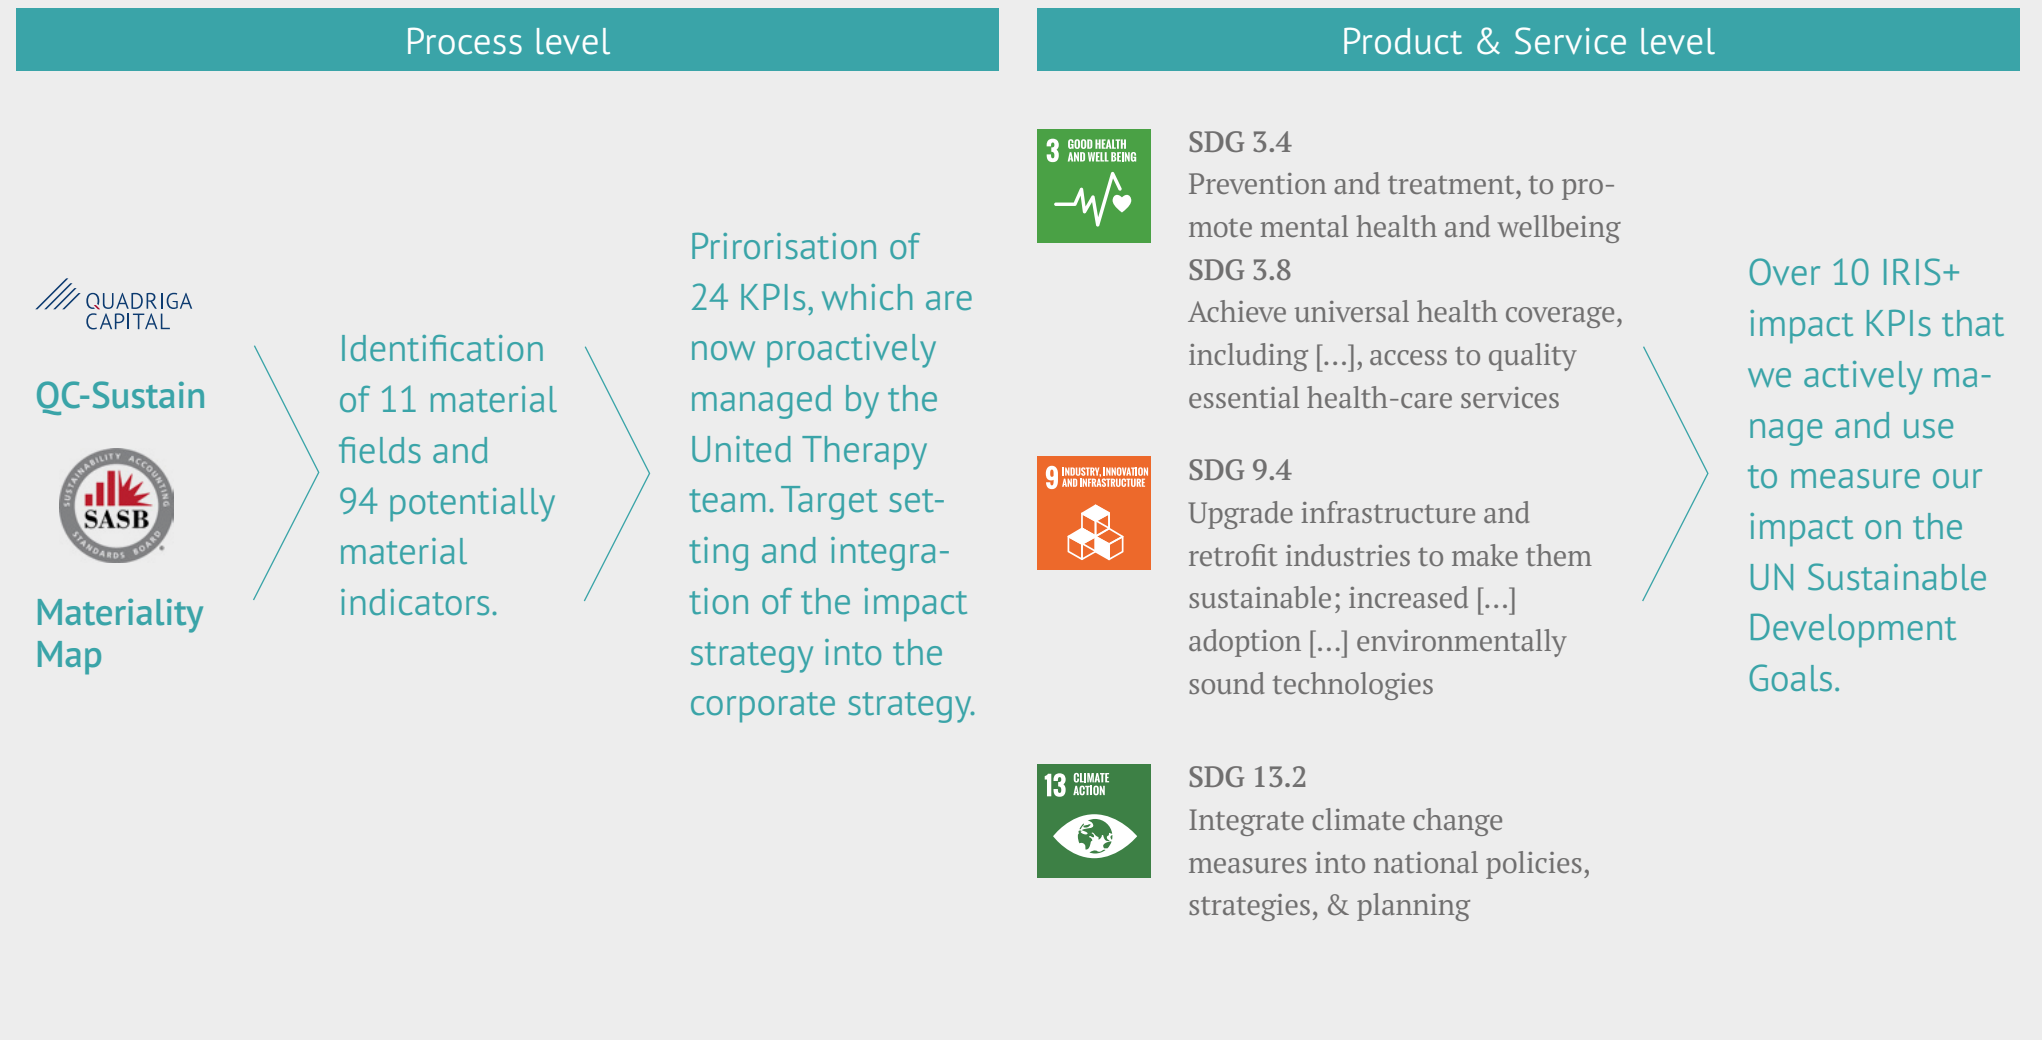 Process level
QUADRIGA
CAPITAL
QC-Sustain
SUSTAINABILITY ACCOUNTING
SASB
STANDARDS BOARD
Materiality
Map
Identification
of 11 material
fields and
94 potentially
material
indicators.
Prirorisation of
24 KPIs, which are
now proactively
managed by the
United Therapy
team. Target set-
ting and integra-
tion of the impact
strategy into the
corporate strategy.
Product & Service level
3 GOOD HEALTH
AND WELL BEING
SDG 3.4
Prevention and treatment, to pro-
mote mental health and wellbeing
SDG 3.8
Achieve universal health coverage,
including [...], access to quality
essential health-care services
9 INDUSTRY, INNOVATION
AND INFRASTRUCTURE
SDG 9.4
Upgrade infrastructure and
retrofit industries to make them
sustainable; increased [...]
adoption [...] environmentally
sound technologies
13 CLIMATE
ACTION
SDG 13.2
Integrate climate change
measures into national policies,
strategies, & planning
Over 10 IRIS+
impact KPIs that
we actively ma-
nage and use
to measure our
impact on the
UN Sustainable
Development
Goals.